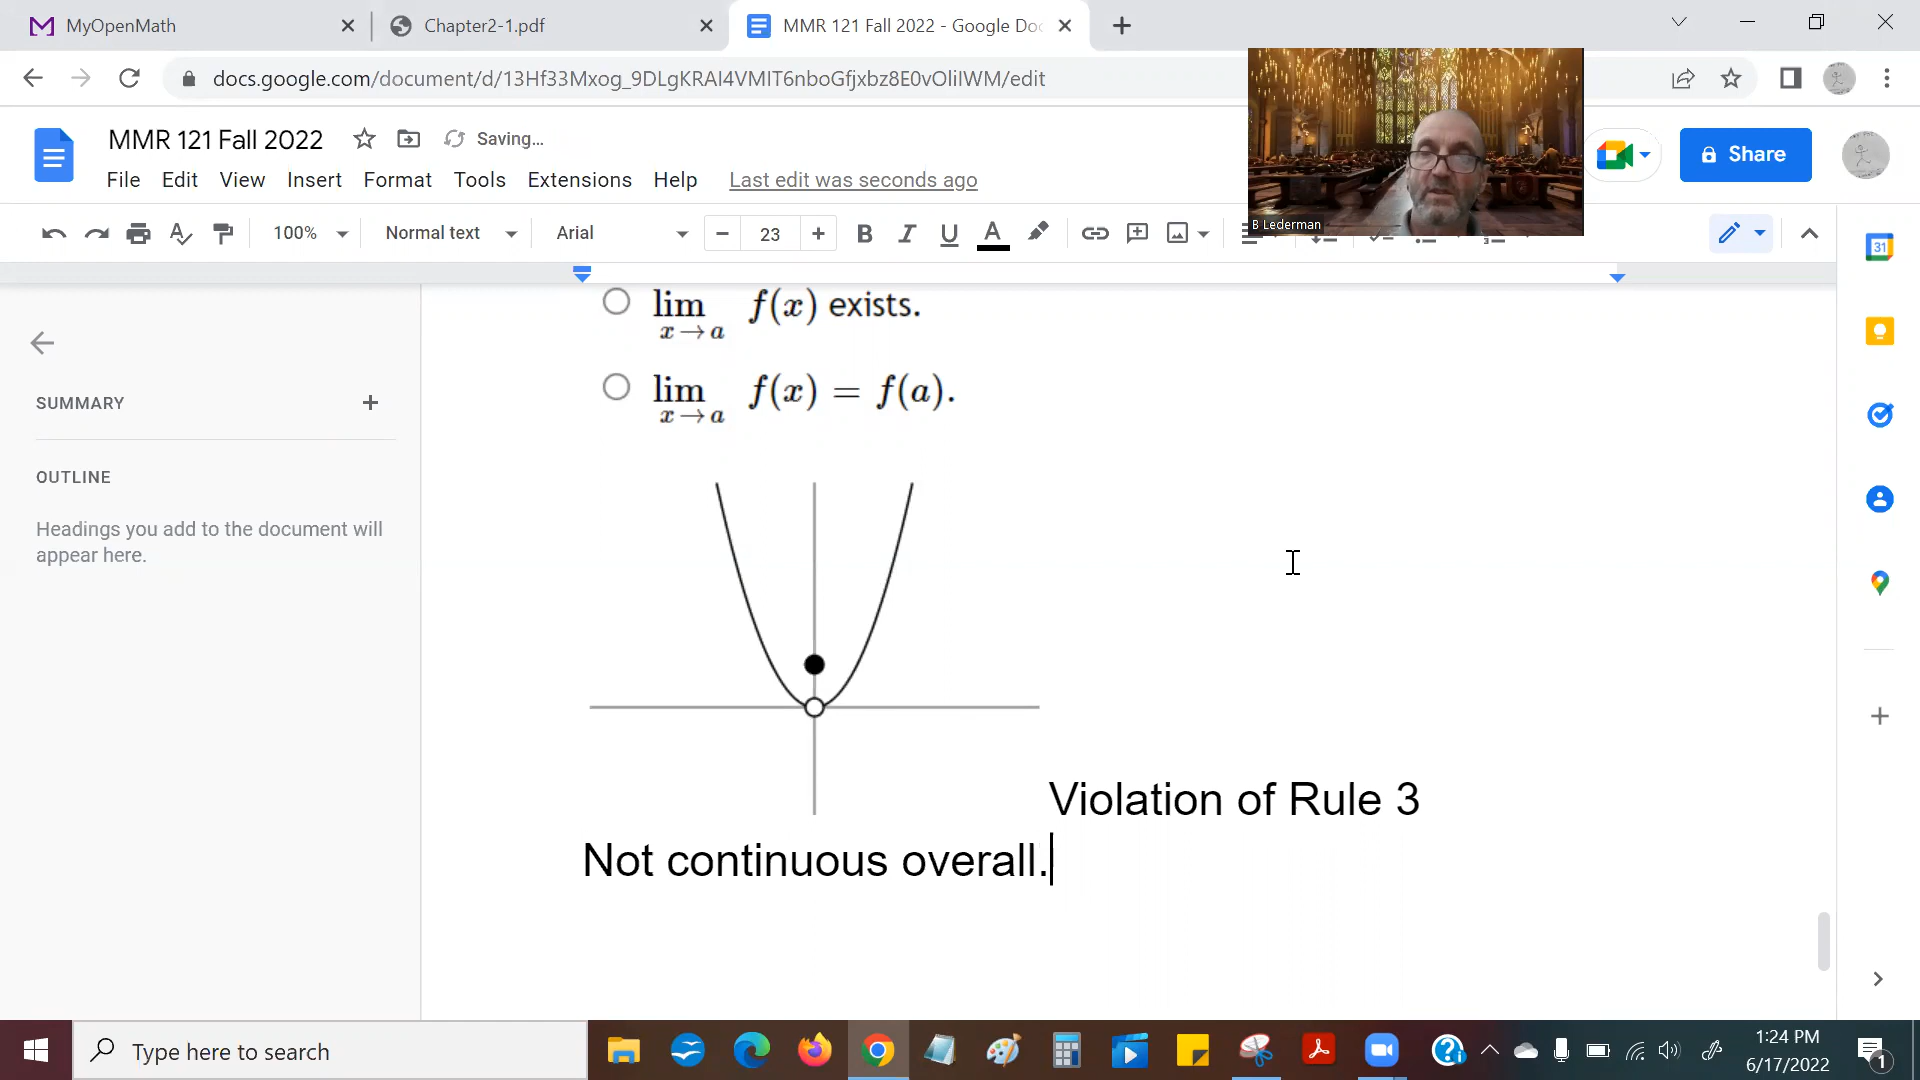 MyOpenMath
Chapter2-1.pdf
MMR 121 Fall 2022 - Google Doc
docs.google.com/document/d/13Hf33Mxog_9DLgKRAI4VMIT6nboGfjxbz8E0vOliIWM/edit
MMR 121 Fall 2022
Saving...
File Edit View Insert Format Tools Extensions Help Last edit was seconds ago
Share
100% Normal text Arial 23 B I U A
B Lederman
31
lim x→a f(x) exists.
lim x→a f(x) = f(a).
SUMMARY
OUTLINE
Headings you add to the document will
appear here.
Violation of Rule 3
Not continuous overall.
Type here to search
1:24 PM
6/17/2022
1